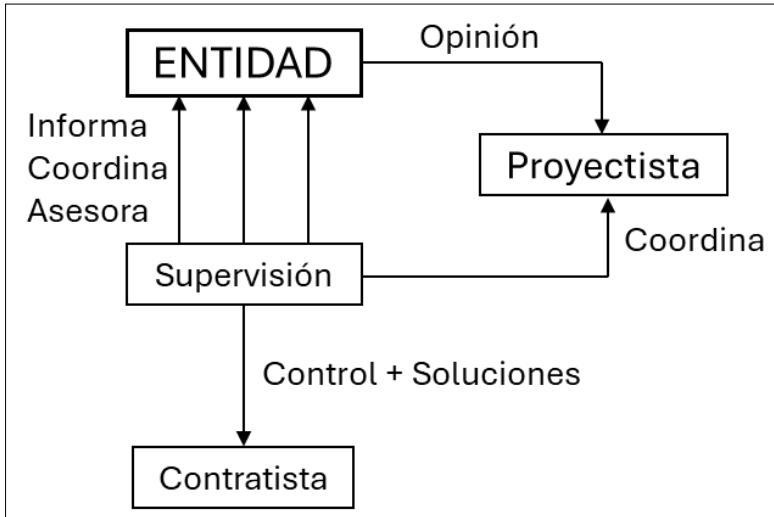 Opinión
ENTIDAD
Informa
Coordina
Asesora
Proyectista
Coordina
Supervisión
Control + Soluciones
Contratista